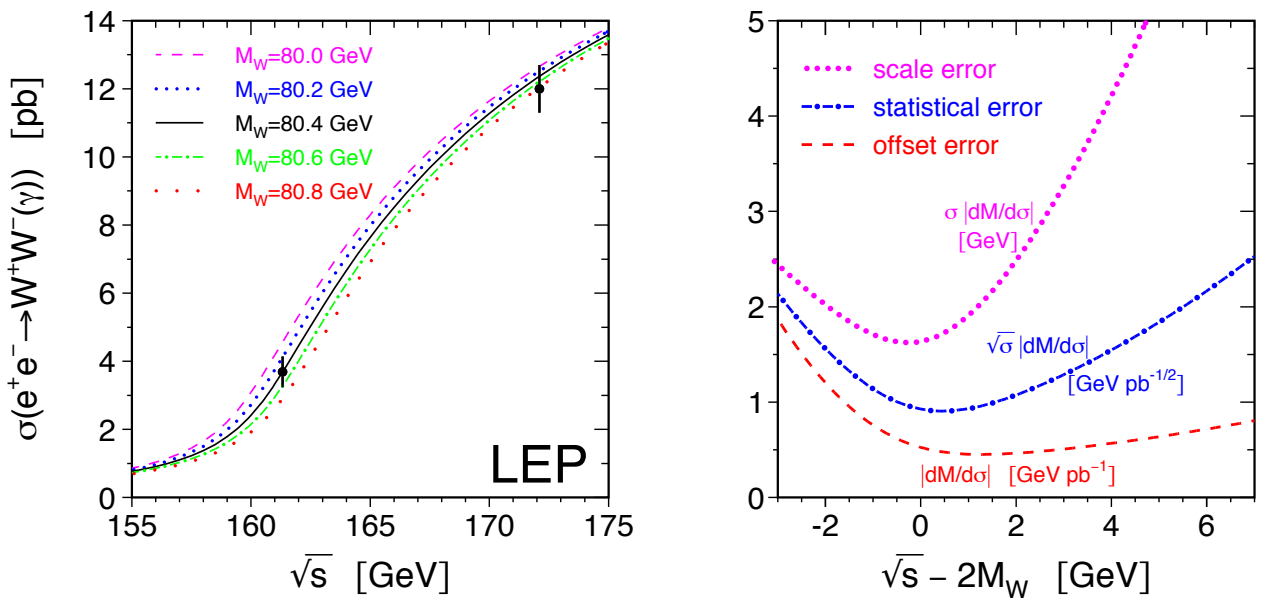 σ(e⁺e⁻→W⁺W⁻(γ)) [pb]
14
12
10
8
6
4
2
0
M_W=80.0 GeV
M_W=80.2 GeV
M_W=80.4 GeV
M_W=80.6 GeV
M_W=80.8 GeV
LEP
155 160 165 170 175
√s [GeV]
5
4
3
2
1
0
scale error
statistical error
offset error
σ |dM/dσ|
[GeV]
√σ |dM/dσ|
[GeV pb⁻¹/²]
|dM/dσ| [GeV pb⁻¹]
-2 0 2 4 6
√s – 2M_W [GeV]